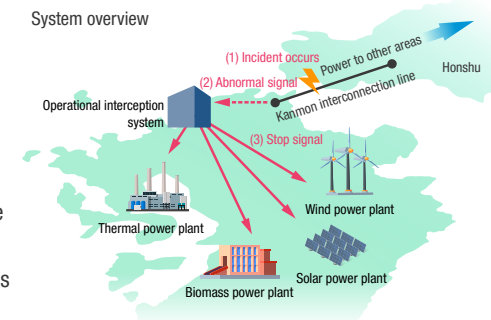 System overview
(1) Incident occurs
Power to other areas
(2) Abnormal signal
Honshu
Kanmon interconnection line
Operational interception
system
(3) Stop signal
e
Wind power plant
Thermal power plant
s
Solar power plant
Biomass power plant